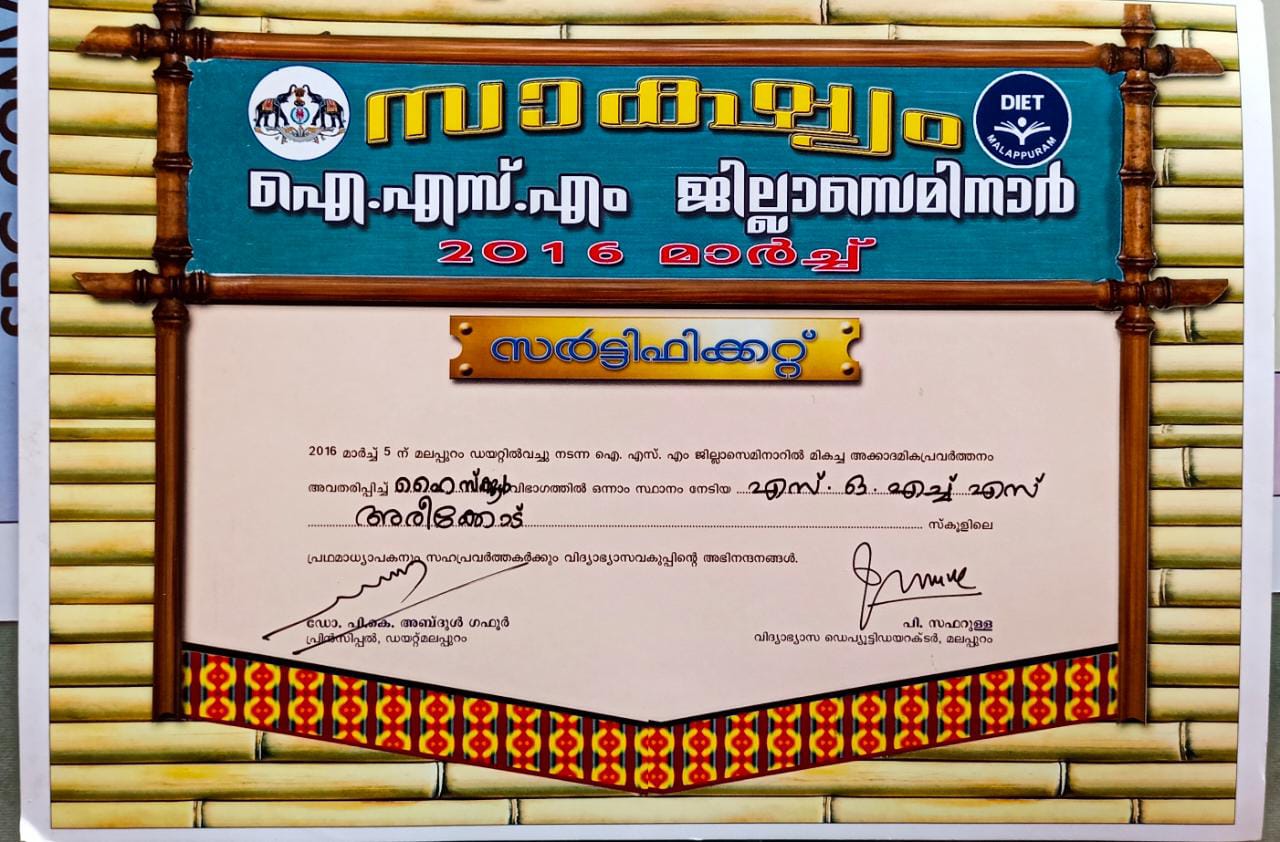 സാക്ഷ്യം
DIET
MALAPPURAM
ഐ.എസ്.എം ജില്ലാസെമിനാർ
2016 മാർച്ച്
സർട്ടിഫിക്കറ്റ്
2016 മാർച്ച് 5 ന് മലപ്പുറം ഡയറ്റിൽവച്ചു നടന്ന ഐ. എസ്. എം ജില്ലാസെമിനാറിൽ മികച്ച അക്കാദമികപ്രവർത്തനം
അവതരിപ്പിച്ച് ഹൈസ്കൂൾ വിഭാഗത്തിൽ ഒന്നാം സ്ഥാനം നേടിയ എസ്. ഒ. എച്ച് എസ്
അരീക്കോട് സ്കൂളിലെ
പ്രഥമാധ്യാപകനും സഹപ്രവർത്തകർക്കും വിദ്യാഭ്യാസവകുപ്പിന്റെ അഭിനന്ദനങ്ങൾ.
ഡോ. പി.കെ. അബ്ദുൾ ഗഫൂർ
പ്രിൻസിപ്പൽ, ഡയറ്റ്മലപ്പുറം
പി. സഫറുള്ള
വിദ്യാഭ്യാസ ഡെപ്യൂട്ടിഡയറക്ടർ, മലപ്പുറം